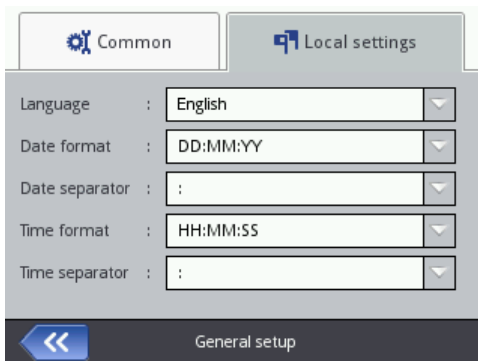 Common Local settings
Language : English
Date format : DD:MM:YY
Date separator : :
Time format : HH:MM:SS
Time separator : :
General setup